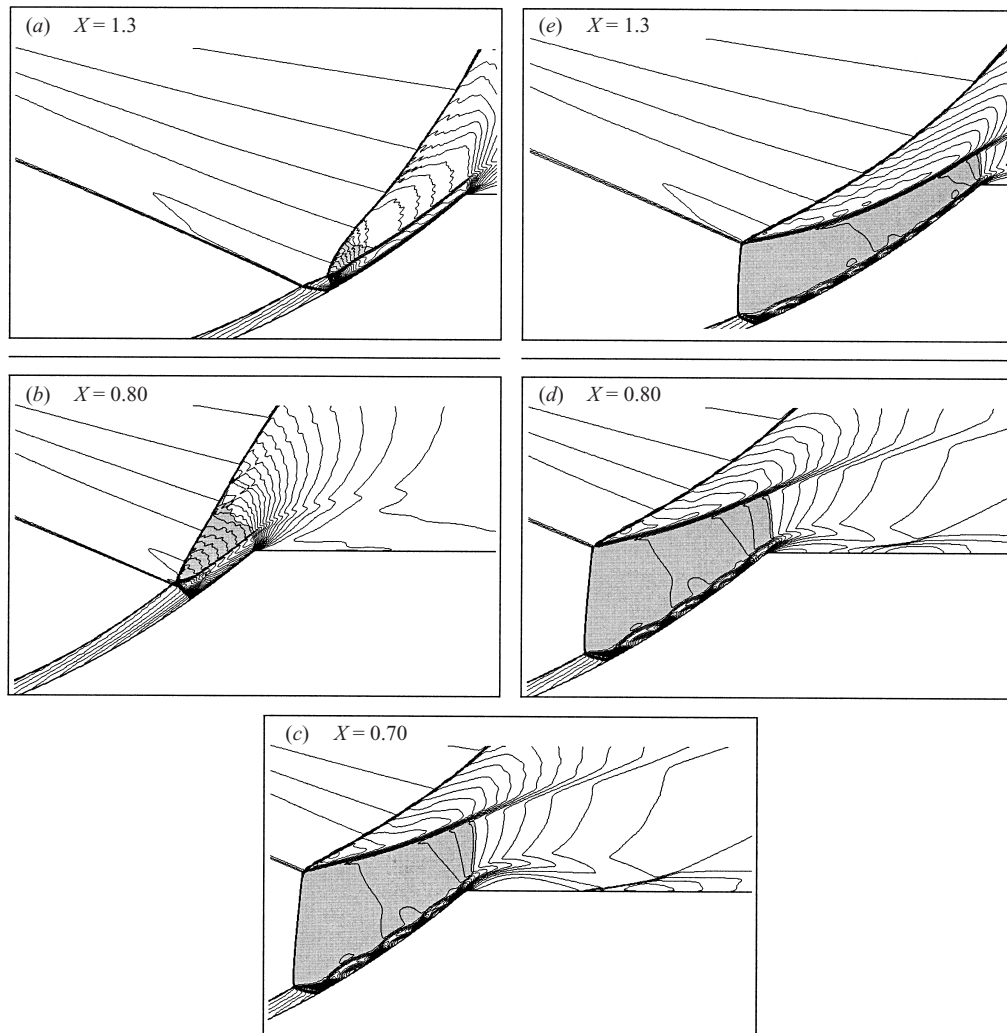 (a) X = 1.3
(e) X = 1.3
(b) X = 0.80
(d) X = 0.80
(c) X = 0.70